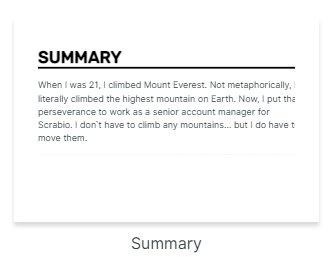 SUMMARY
When I was 21, I climbed Mount Everest. Not metaphorically,
literally climbed the highest mountain on Earth. Now, I put
perseverance to work as a senior account manager for
Scrabio. I don`t have to climb any mountains... but I do have
move them.
Summary